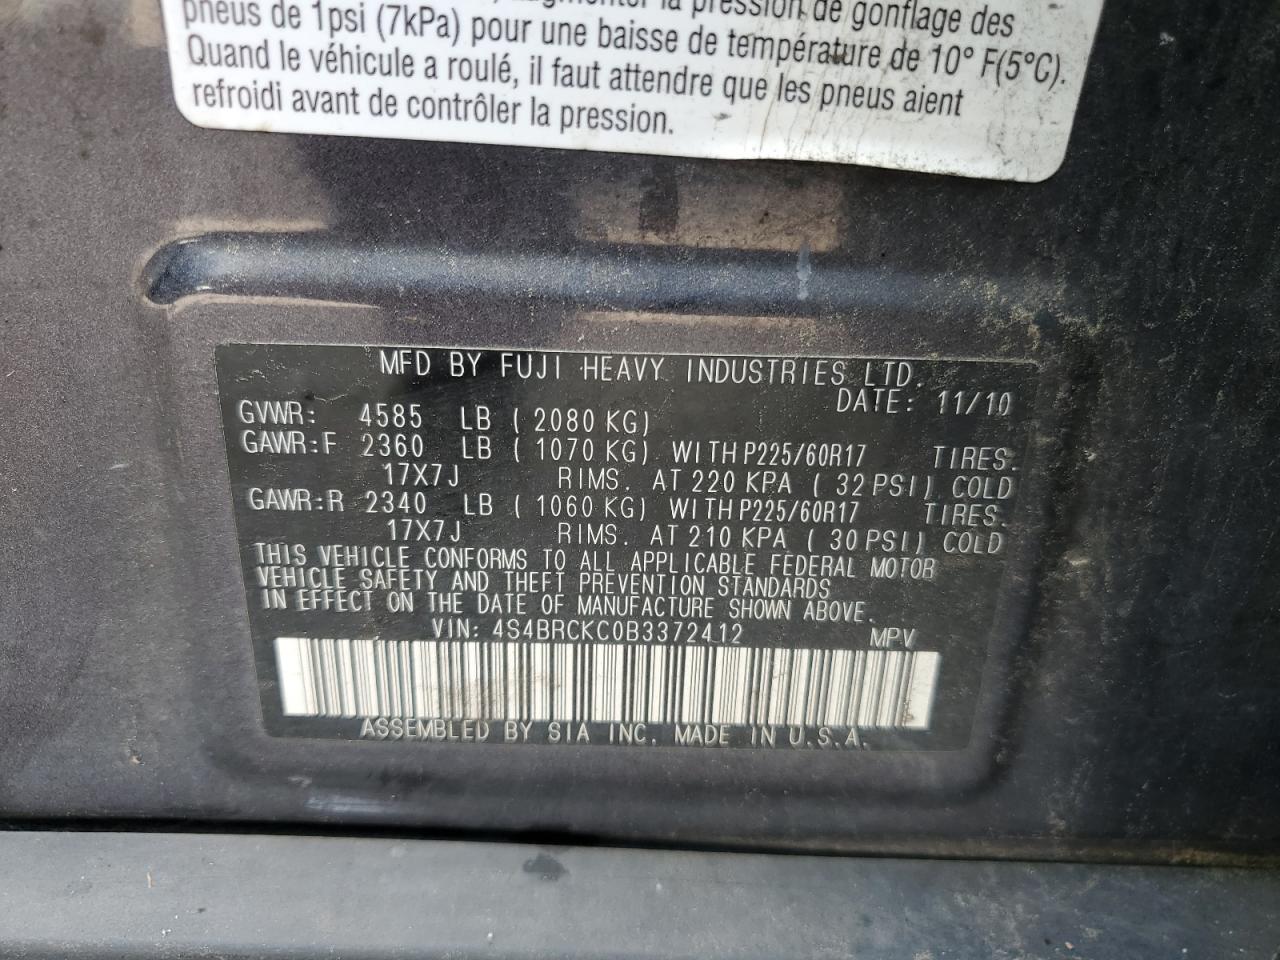 la pression de gonflage des
pneus de 1psi (7kPa) pour une baisse de température de 10° F(5°C).
Quand le véhicule a roulé, il faut attendre que les pneus aient
refroidi avant de contrôler la pression.
MFD BY FUJI HEAVY INDUSTRIES LTD.
DATE: 11/10
GVWR: 4585 LB ( 2080 KG)
GAWR:F 2360 LB ( 1070 KG) WITH P225/60R17 TIRES.
17X7J RIMS. AT 220 KPA ( 32 PSI) COLD
GAWR:R 2340 LB ( 1060 KG) WITH P225/60R17 TIRES.
17X7J RIMS. AT 210 KPA ( 30 PSI) COLD
THIS VEHICLE CONFORMS TO ALL APPLICABLE FEDERAL MOTOR
VEHICLE SAFETY AND THEFT PREVENTION STANDARDS
IN EFFECT ON THE DATE OF MANUFACTURE SHOWN ABOVE.
VIN: 4S4BRCKC0B3372412 MPV
ASSEMBLED BY SIA INC. MADE IN U.S.A.